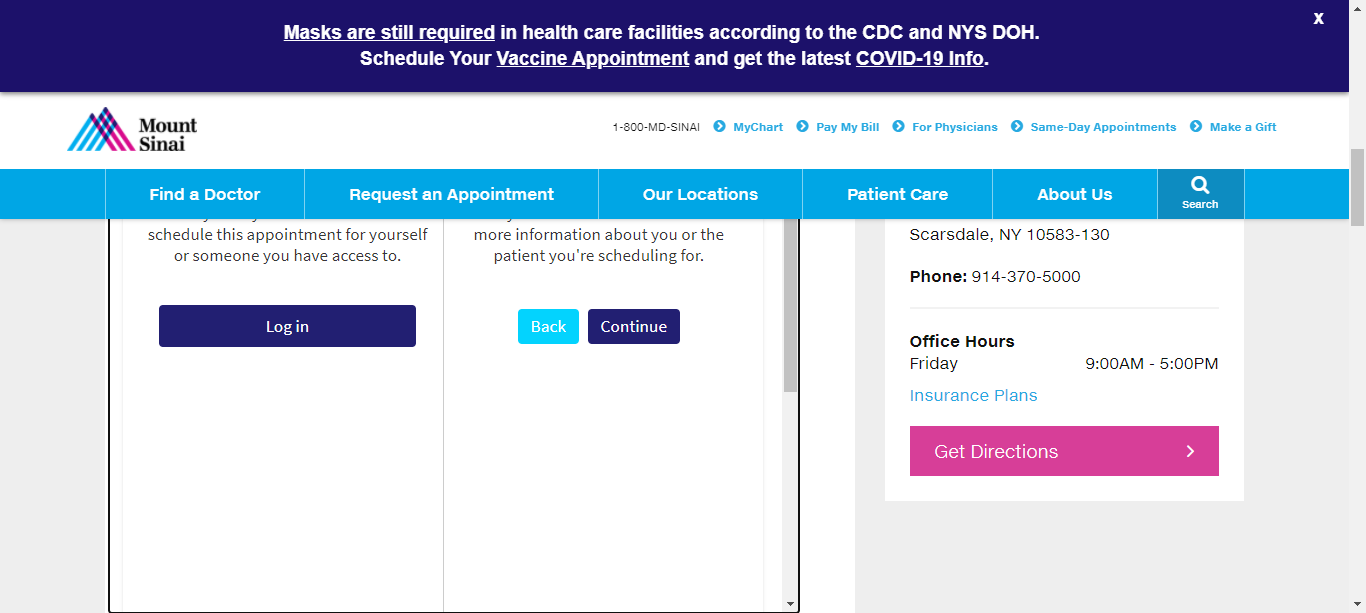 Masks are still required in health care facilities according to the CDC and NYS DOH.
Schedule Your Vaccine Appointment and get the latest COVID-19 Info.
X
Mount
Sinai
1-800-MD-SINAI
MyChart
Pay My Bill
For Physicians
Same-Day Appointments
Make a Gift
Find a Doctor
Request an Appointment
Our Locations
Patient Care
About Us
Search
schedule this appointment for yourself
or someone you have access to.
Log in
more information about you or the
patient you're scheduling for.
Back
Continue
Scarsdale, NY 10583-130
Phone: 914-370-5000
Office Hours
Friday 9:00AM - 5:00PM
Insurance Plans
Get Directions